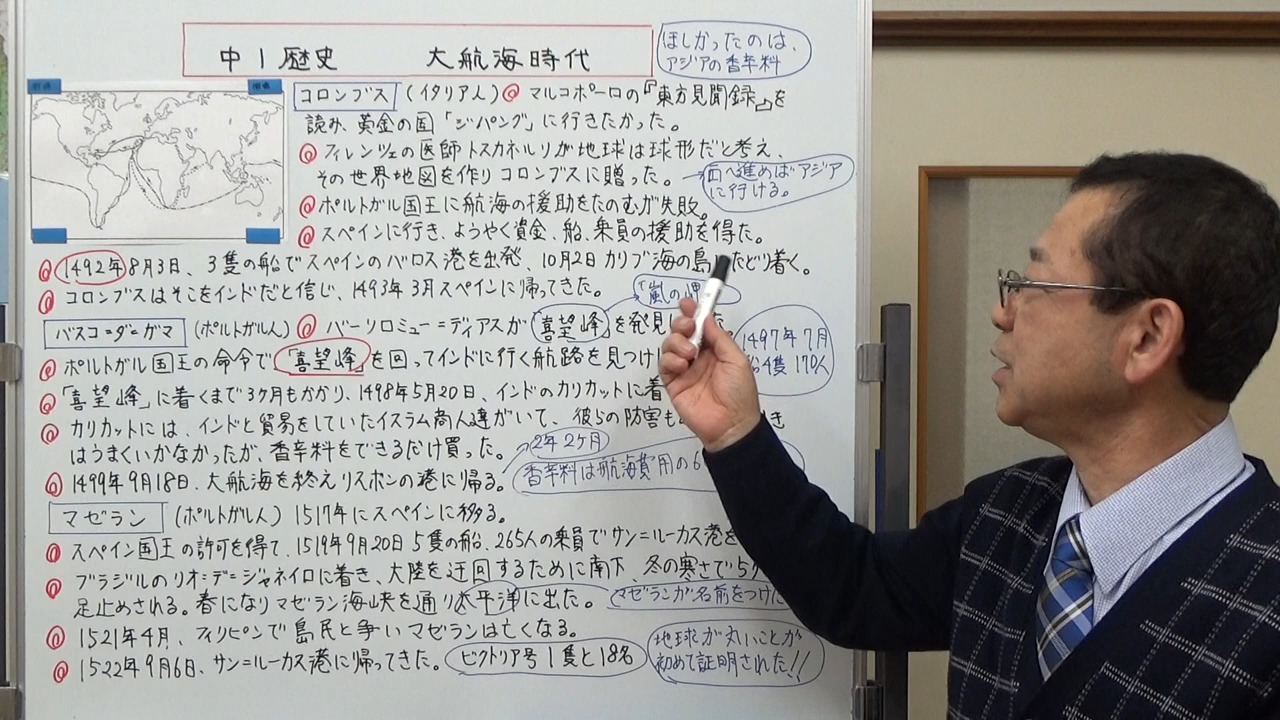 中1歴史 大航海時代
ほしかったのは、
アジアの香辛料
コロンブス (イタリア人) マルコポーロの『東方見聞録』を
読み、黄金の国「ジパング」に行きたかった。
フィレンツェの医師トスカネルリが地球は球形だと考え、
その世界地図を作りコロンブスに贈った。
西へ進めばアジア
に行ける。
ポルトガル国王に航海の援助をたのむが失敗。
スペインに行き、ようやく資金、船、乗員の援助を得た。
1492年8月3日、3隻の船でスペインのバロス港を出発、10月2日カリブ海の島にたどり着く。
コロンブスはそこをインドだと信じ、1493年3月スペインに帰ってきた。
「嵐の岬
バスコ=ダ=ガマ (ポルトガル人) バーソロミュー=ディアスが「喜望峰」を発見
1497年7月
船4隻 170人
ポルトガル国王の命令で「喜望峰」を回ってインドに行く航路を見つけ
「喜望峰」に着くまで3ケ月もかかり、1498年5月20日、インドのカリカットに着
カリカットには、インドと貿易をしていたイスラム商人達がいて、彼らの防害も
はうまくいかなかったが、香辛料をできるだけ買った。
2年2ヶ月
香辛料は航海費用の6
1499年9月18日、大航海を終えリスボンの港に帰る。
マゼラン (ポルトガル人) 1517年にスペインに移る。
スペイン国王の許可を得て、1519年9月20日5隻の船、265人の乗員でサン=ルーカス港を
ブラジルのリオ=デ=ジャネイロに着き、大陸を迂回するために南下、冬の寒さで5ケ
足止めされる。春になりマゼラン海峡を通り太平洋に出た。
マゼランが名前をつけた
1521年4月、フィリピンで島民と争いマゼランは亡くなる。
1522年9月6日、サン=ルーカス港に帰ってきた。
ビクトリア号1隻と18名
地球が丸いことが
初めて証明された!!